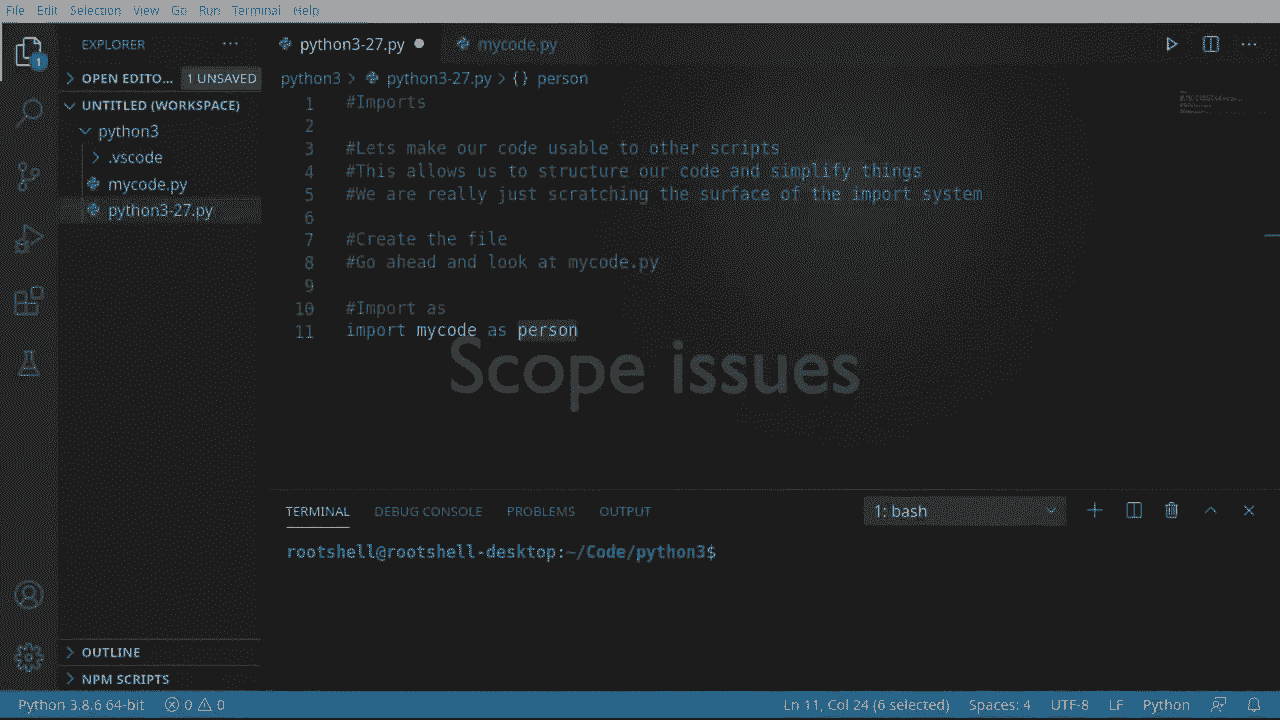 File Edit Selection View Go Run Terminal Help
EXPLORER ···
python3-27.py ● mycode.py
OPEN EDITO... 1 UNSAVED
python3 > python3-27.py > {} person
UNTITLED (WORKSPACE)
python3
.vscode
mycode.py
python3-27.py
1 #Imports
2
3 #Lets make our code usable to other scripts
4 #This allows us to structure our code and simplify things
5 #We are really just scratching the surface of the import system
6
7 #Create the file
8 #Go ahead and look at mycode.py
9
10 #Import as
11 import mycode as person
Scope issues
TERMINAL DEBUG CONSOLE PROBLEMS OUTPUT 1: bash
rootshell@rootshell-desktop:~/Code/python3$
OUTLINE
NPM SCRIPTS
1
Python 3.8.6 64-bit 0 0 Ln 11, Col 24 (6 selected) Spaces: 4 UTF-8 LF Python